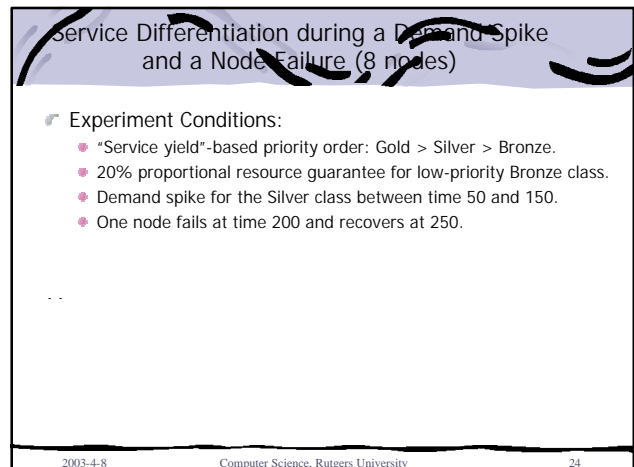 Service Differentiation during a Demand Spike
and a Node Failure (8 nodes)
Experiment Conditions:
"Service yield"-based priority order: Gold > Silver > Bronze.
20% proportional resource guarantee for low-priority Bronze class.
Demand spike for the Silver class between time 50 and 150.
One node fails at time 200 and recovers at 250.
2003-4-8 Computer Science, Rutgers University 24